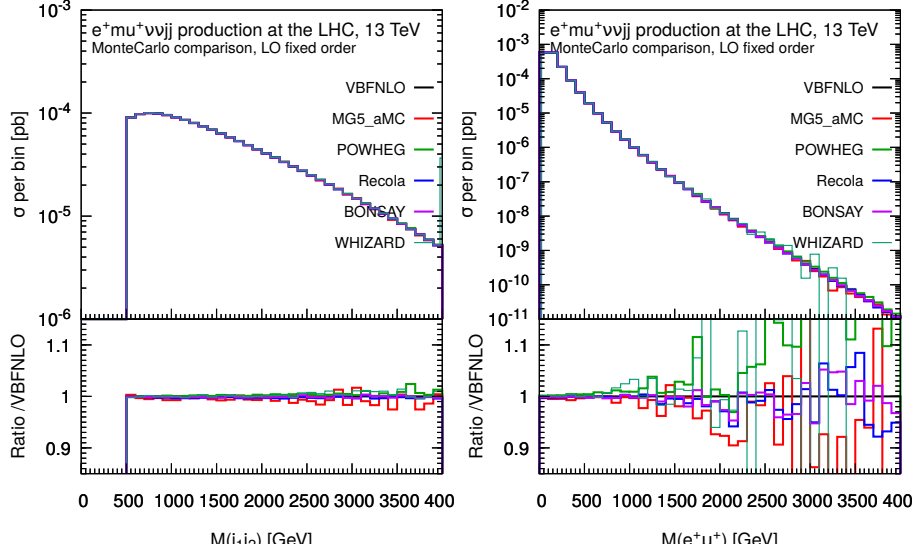 10⁻³
e⁺mu⁺ννjj production at the LHC, 13 TeV
MonteCarlo comparison, LO fixed order
VBFNLO
MG5_aMC
POWHEG
Recola
BONSAY
WHIZARD
10⁻⁴
10⁻⁵
10⁻⁶
σ per bin [pb]
1.1
1
0.9
Ratio /VBFNLO
0 500 1000 1500 2000 2500 3000 3500 400
M(j₁j₂) [GeV]
10⁻²
e⁺mu⁺ννjj production at the LHC, 13 TeV
MonteCarlo comparison, LO fixed order
VBFNLO
MG5_aMC
POWHEG
Recola
BONSAY
WHIZARD
10⁻³
10⁻⁴
10⁻⁵
10⁻⁶
10⁻⁷
10⁻⁸
10⁻⁹
10⁻¹⁰
10⁻¹¹
σ per bin [pb]
1.1
1
0.9
Ratio /VBFNLO
0 500 1000 1500 2000 2500 3000 3500 400
M(e⁺μ⁺) [GeV]